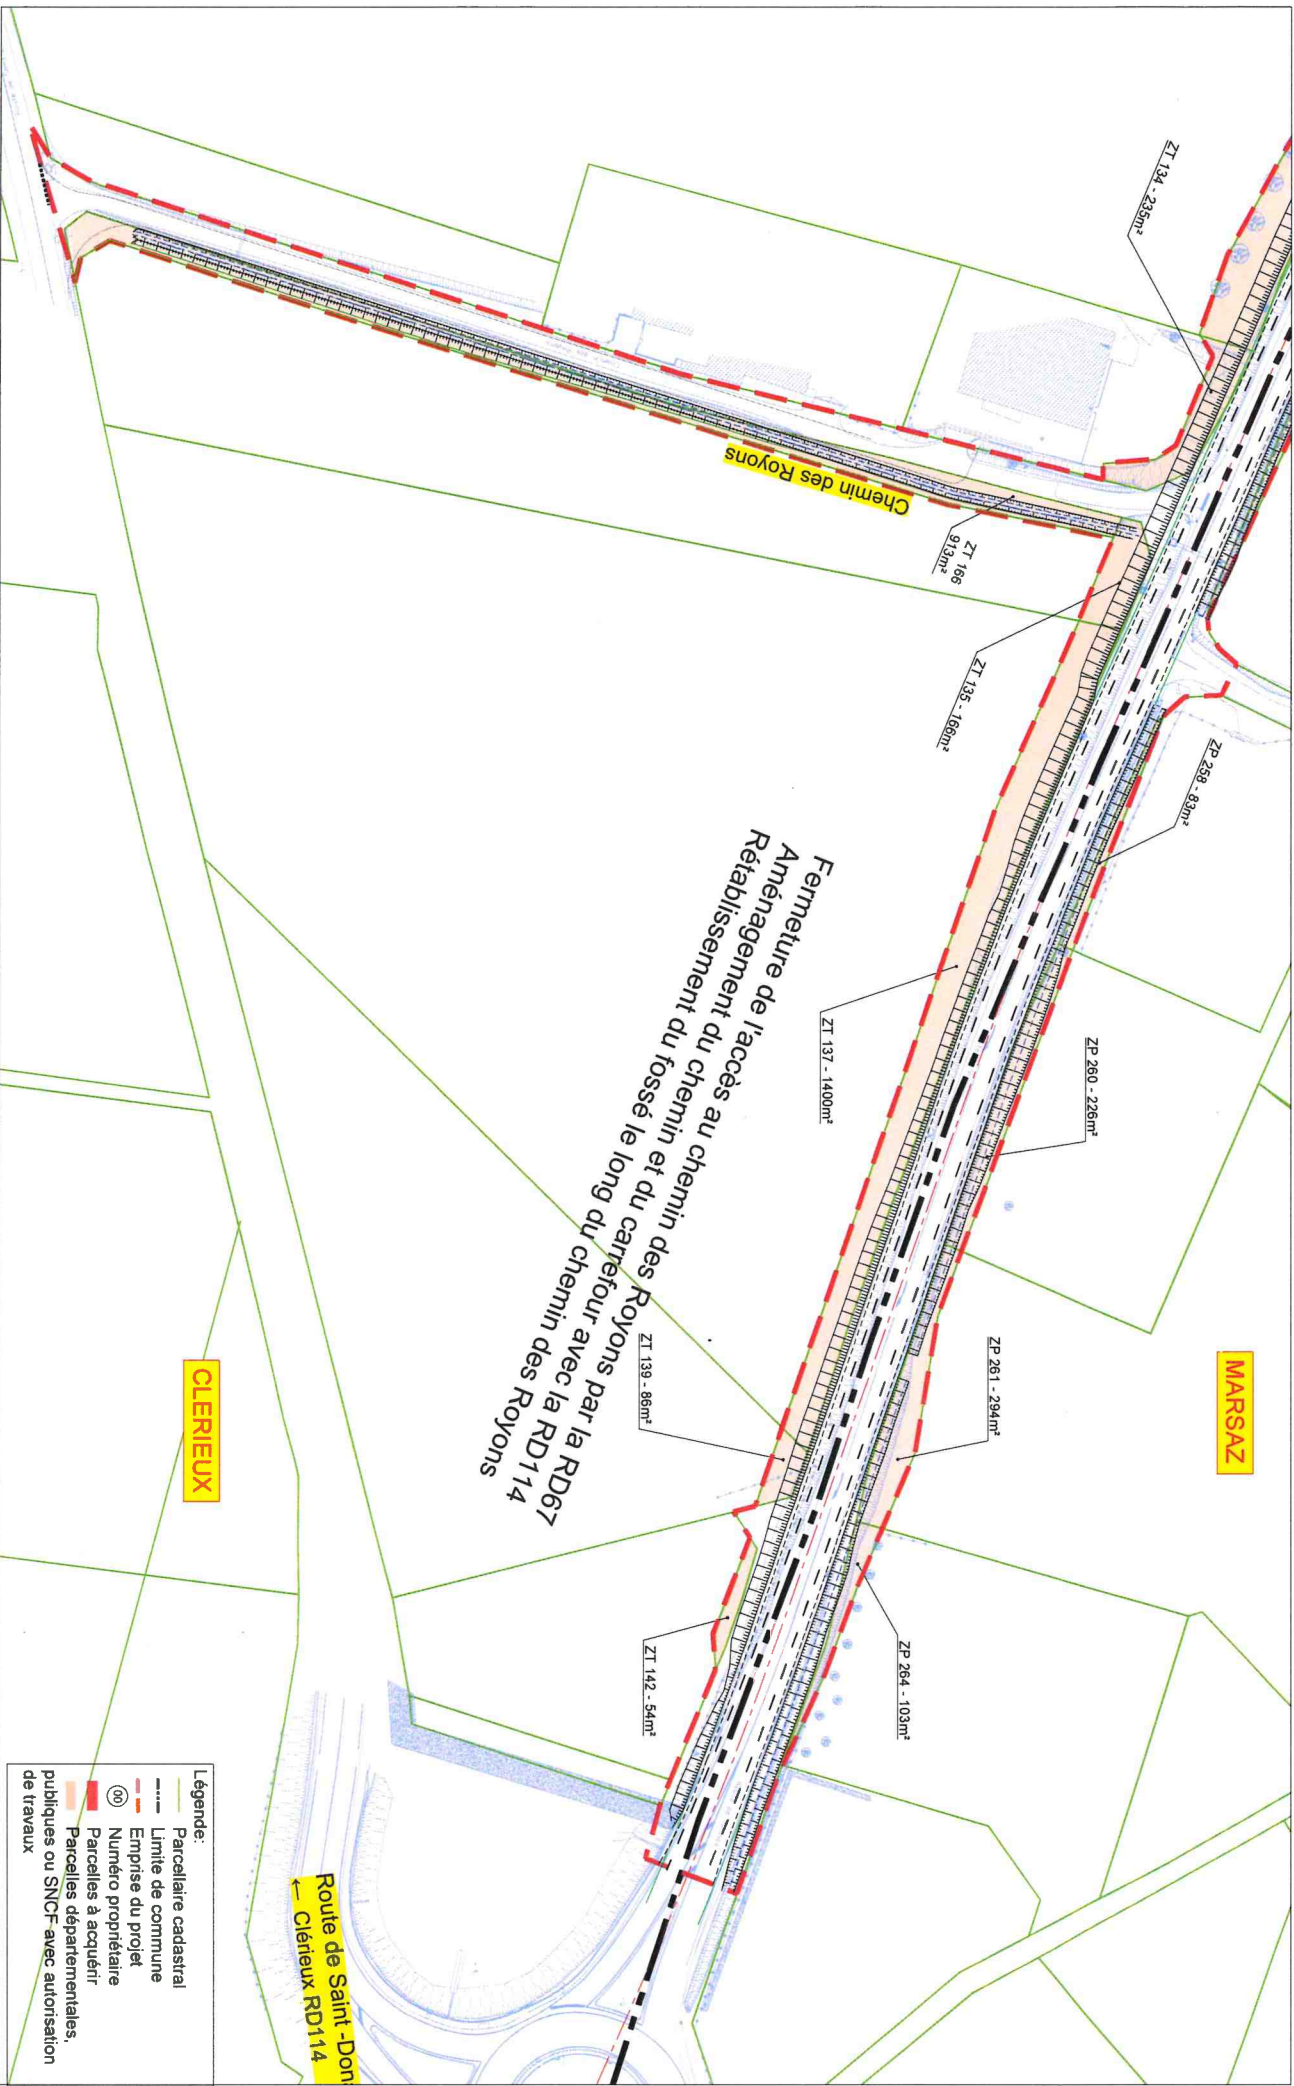 MARSAZ
ZT 134 - 235m²
ZP 258 - 83m²
ZP 260 - 226m²
ZP 261 - 294m²
ZP 264 - 103m²
Chemin des Royons
ZT 166
913m²
ZT 135 - 166m²
ZT 137 - 1400m²
ZT 139 - 86m²
ZT 142 - 54m²
Fermeture de l'accès au chemin des Royons par la RD67
Aménagement du chemin et du carrefour avec la RD114
Rétablissement du fossé le long du chemin des Royons
CLERIEUX
Route de Saint -Don
← Clérieux RD114
Légende:
Parcellaire cadastral
Limite de commune
Emprise du projet
00 Numéro propriétaire
Parcelles à acquérir
Parcelles départementales,
publiques ou SNCF avec autorisation
de travaux